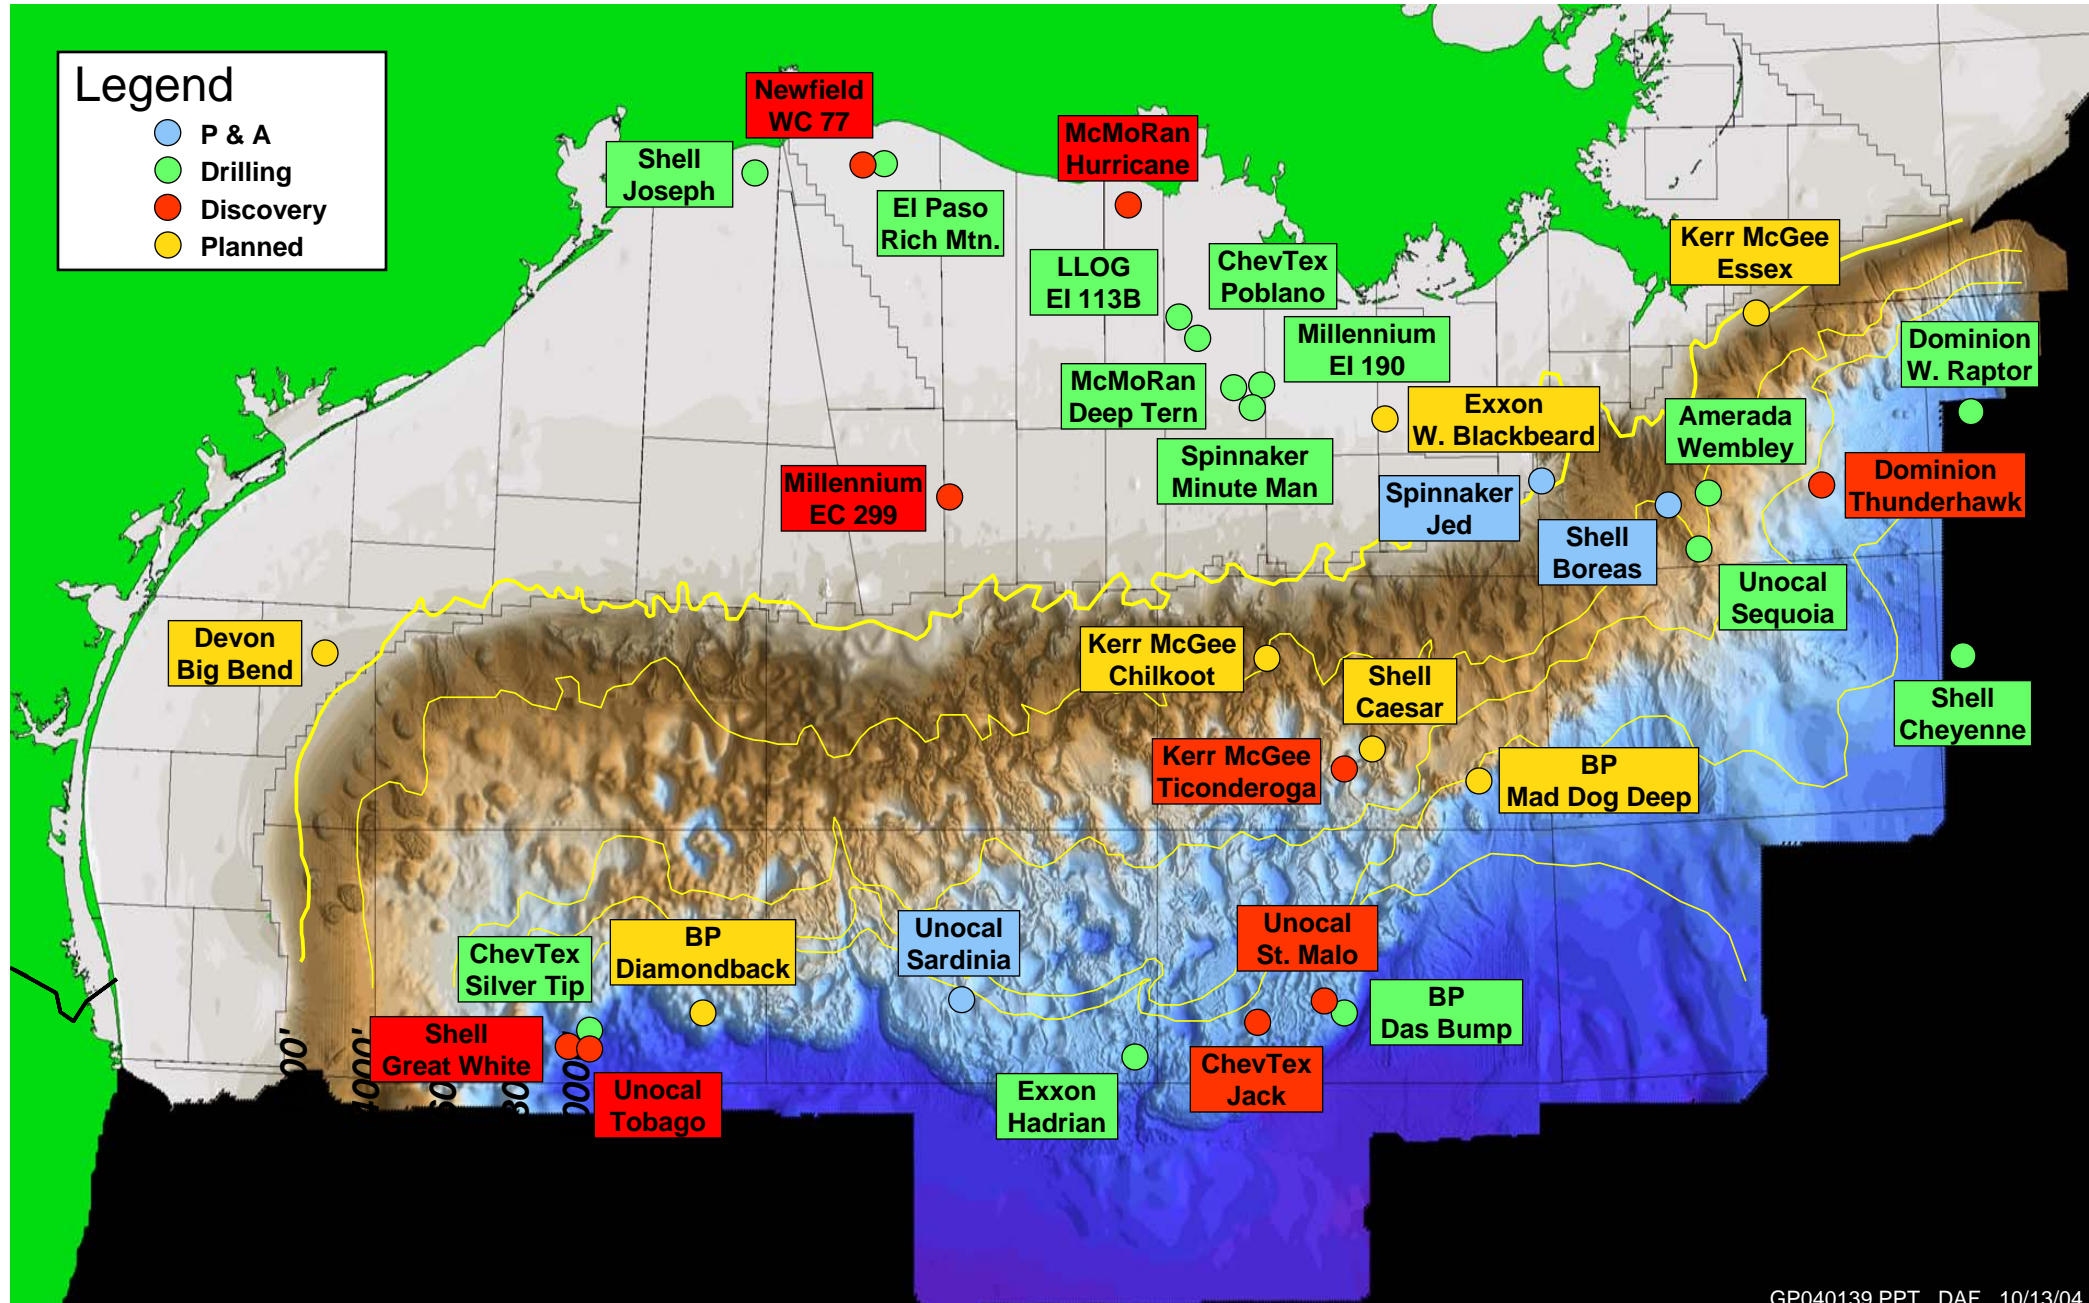 Legend
P & A
Drilling
Discovery
Planned
Newfield
WC 77
McMoRan
Hurricane
Shell
Joseph
El Paso
Rich Mtn.
Kerr McGee
Essex
LLOG
EI 113B
ChevTex
Poblano
Millennium
EI 190
Dominion
W. Raptor
McMoRan
Deep Tern
Exxon
W. Blackbeard
Amerada
Wembley
Spinnaker
Minute Man
Millennium
EC 299
Spinnaker
Jed
Dominion
Thunderhawk
Shell
Boreas
Unocal
Sequoia
Devon
Big Bend
Kerr McGee
Chilkoot
Shell
Caesar
Shell
Cheyenne
Kerr McGee
Ticonderoga
BP
Mad Dog Deep
ChevTex
Silver Tip
BP
Diamondback
Unocal
Sardinia
Unocal
St. Malo
BP
Das Bump
Shell
Great White
Unocal
Tobago
Exxon
Hadrian
ChevTex
Jack
4000'
GP040139.PPT DAF 10/13/04